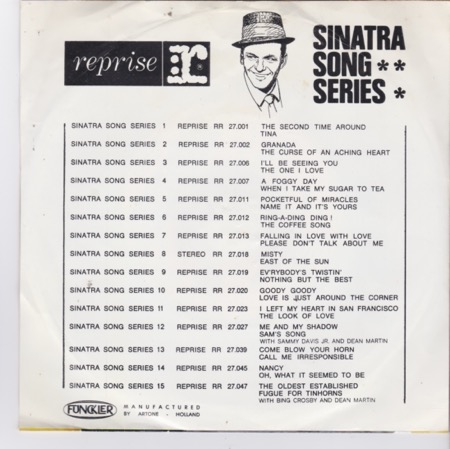 reprise r
SINATRA
SONG **
SERIES *
SINATRA SONG SERIES 1 REPRISE RR 27.001 THE SECOND TIME AROUND
TINA
SINATRA SONG SERIES 2 REPRISE RR 27.002 GRANADA
THE CURSE OF AN ACHING HEART
SINATRA SONG SERIES 3 REPRISE RR 27.006 I'LL BE SEEING YOU
THE ONE I LOVE
SINATRA SONG SERIES 4 REPRISE RR 27.007 A FOGGY DAY
WHEN I TAKE MY SUGAR TO TEA
SINATRA SONG SERIES 5 REPRISE RR 27.011 POCKETFUL OF MIRACLES
NAME IT AND IT'S YOURS
SINATRA SONG SERIES 6 REPRISE RR 27.012 RING-A-DING DING !
THE COFFEE SONG
SINATRA SONG SERIES 7 REPRISE RR 27.013 FALLING IN LOVE WITH LOVE
PLEASE DON'T TALK ABOUT ME
SINATRA SONG SERIES 8 STEREO RR 27.018 MISTY
EAST OF THE SUN
SINATRA SONG SERIES 9 REPRISE RR 27.019 EV'RYBODY'S TWISTIN'
NOTHING BUT THE BEST
SINATRA SONG SERIES 10 REPRISE RR 27.020 GOODY GOODY
LOVE IS JUST AROUND THE CORNER
SINATRA SONG SERIES 11 REPRISE RR 27.023 I LEFT MY HEART IN SAN FRANCISCO
THE LOOK OF LOVE
SINATRA SONG SERIES 12 REPRISE RR 27.027 ME AND MY SHADOW
SAM'S SONG
WITH SAMMY DAVIS JR. AND DEAN MARTIN
SINATRA SONG SERIES 13 REPRISE RR 27.039 COME BLOW YOUR HORN
CALL ME IRRESPONSIBLE
SINATRA SONG SERIES 14 REPRISE RR 27.045 NANCY
OH, WHAT IT SEEMED TO BE
SINATRA SONG SERIES 15 REPRISE RR 27.047 THE OLDEST ESTABLISHED
FUGUE FOR TINHORNS
WITH BING CROSBY AND DEAN MARTIN
FUNCKLER MANUFACTURED
BY ARTONE - HOLLAND